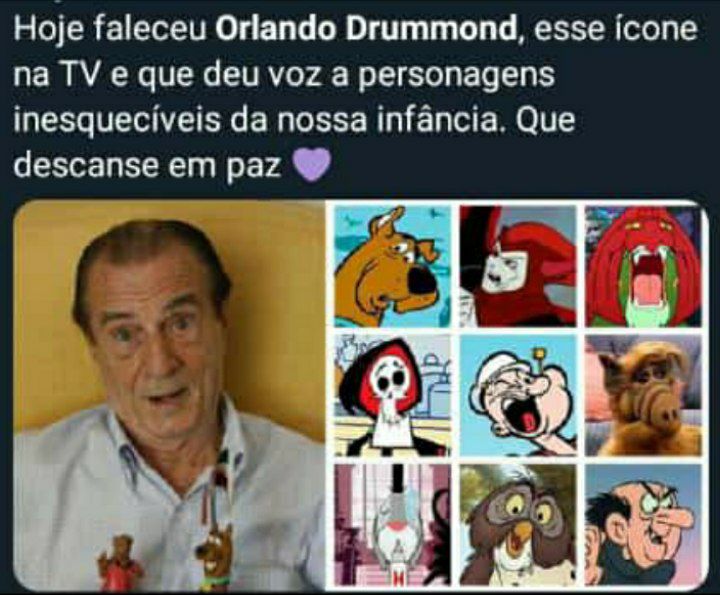 Hoje faleceu Orlando Drummond, esse ícone
na TV e que deu voz a personagens
inesquecíveis da nossa infância. Que
descanse em paz 💜
H